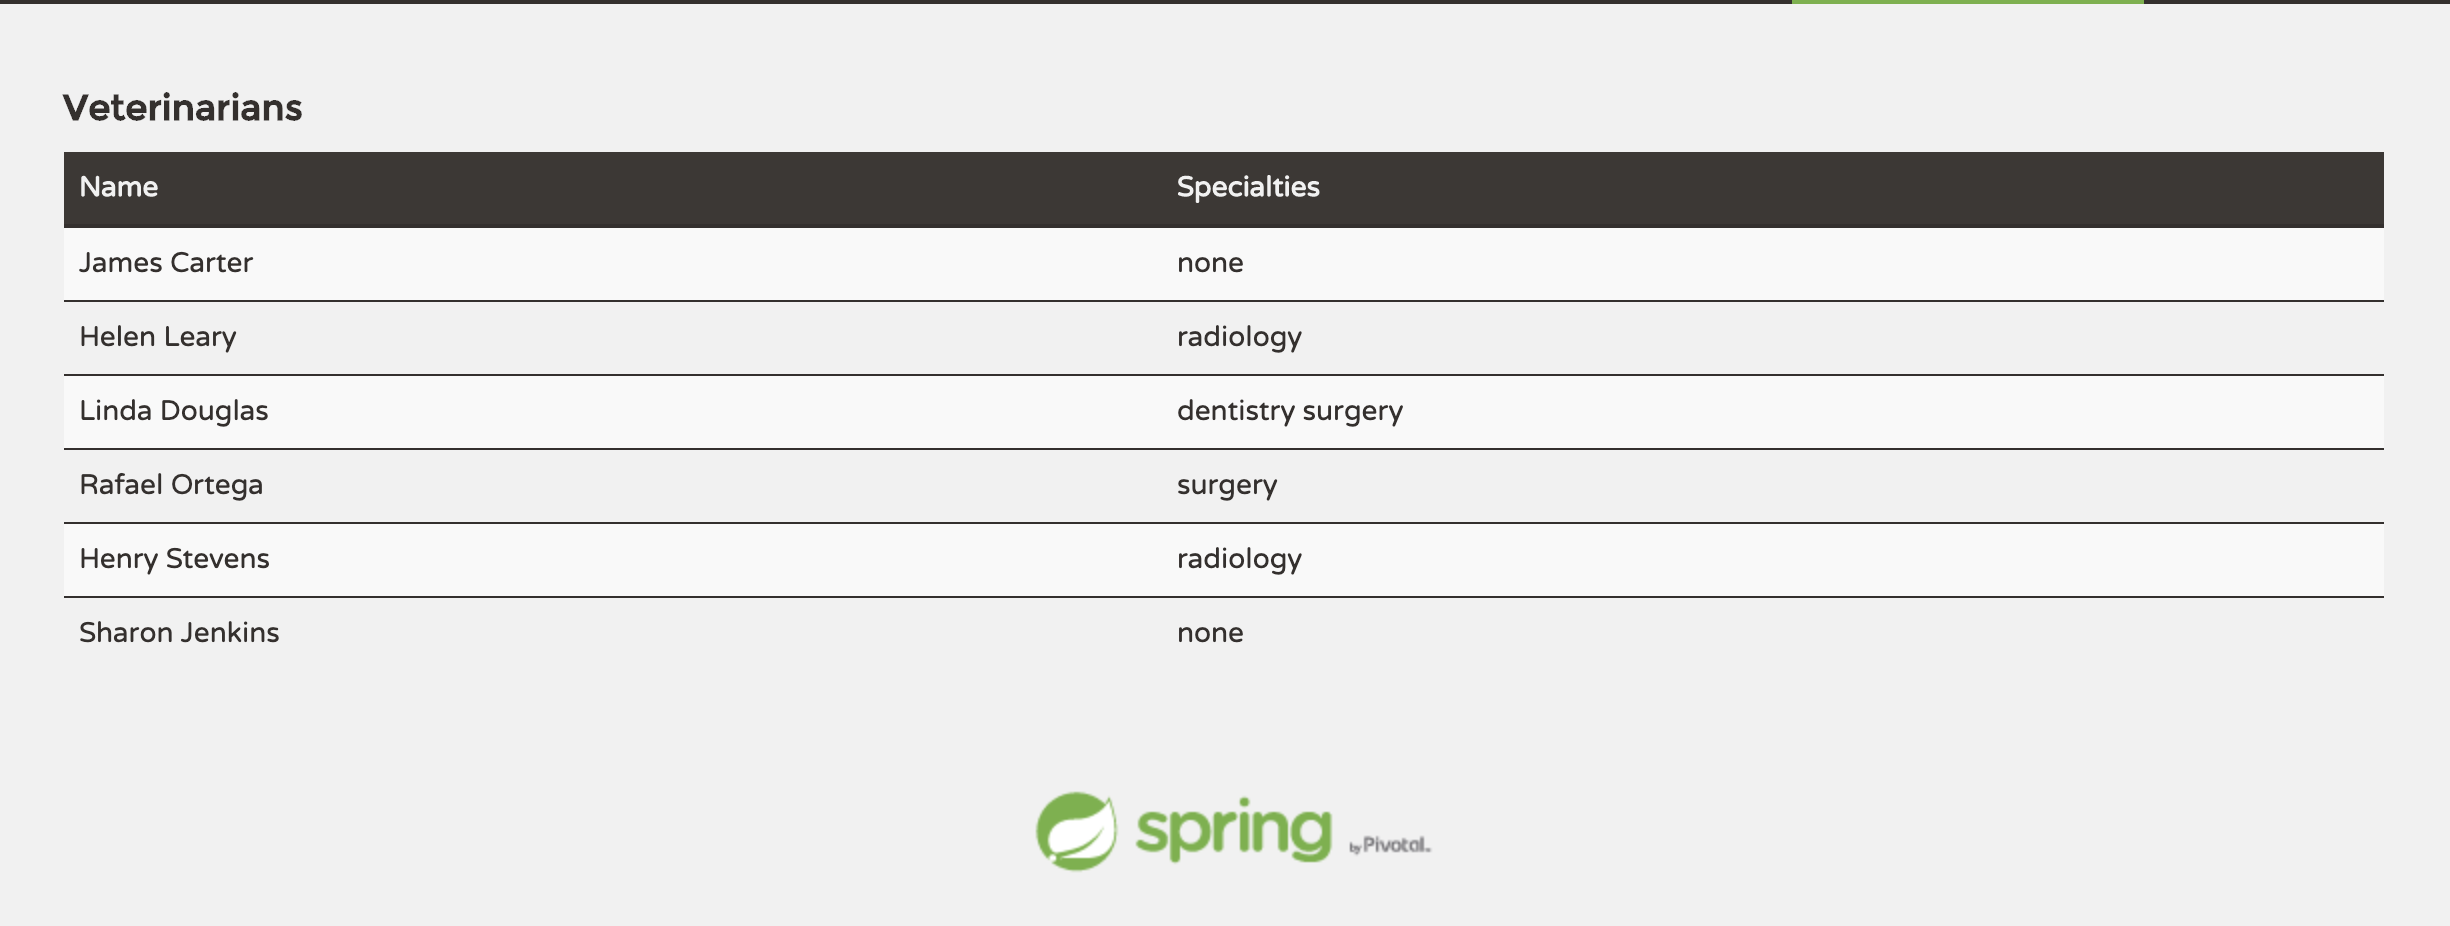 Veterinarians
Name Specialties
James Carter none
Helen Leary radiology
Linda Douglas dentistry surgery
Rafael Ortega surgery
Henry Stevens radiology
Sharon Jenkins none
spring by Pivotal™